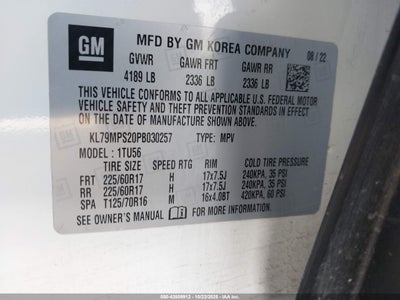 GM
MFD BY GM KOREA COMPANY
08 / 22
GVWR GAWR FRT GAWR RR
4189 LB 2336 LB 2336 LB
THIS VEHICLE CONFORMS TO ALL APPLICABLE U.S. FEDERAL MOTOR
VEHICLE SAFETY AND THEFT PREVENTION STANDARDS IN
EFFECT ON THE DATE OF MANUFACTURE SHOWN ABOVE.
KL79MPS20PB030257 TYPE: MPV
MODEL: 1TU56
TIRE SIZE SPEED RTG RIM COLD TIRE PRESSURE
FRT 225/60R17 H 17x7.5J 240KPA, 35 PSI
RR 225/60R17 H 17x7.5J 240KPA, 35 PSI
SPA T125/70R16 M 16x4.0BT 420KPA, 60 PSI
SEE OWNER'S MANUAL FOR ADDITIONAL INFORMATION.